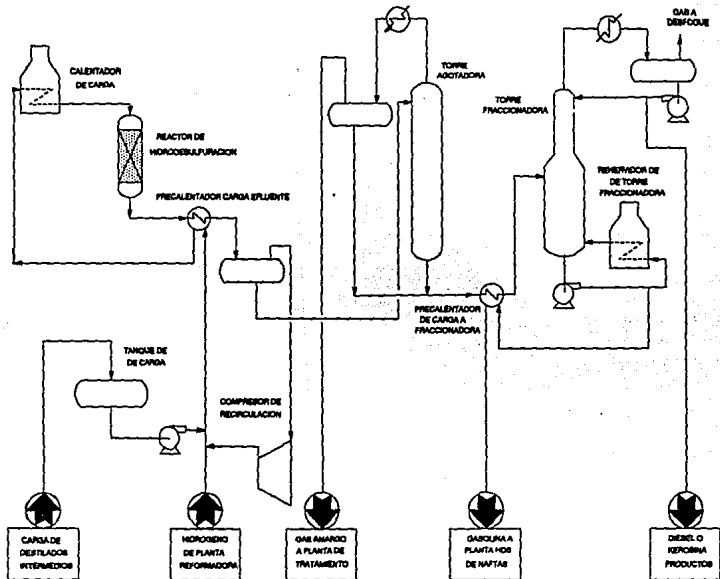 GAS A
DESFOGUE
CALENTADOR
DE CARGA
TORRE
AGOTADORA
TORRE
FRACCIONADORA
REACTOR DE
HIDRODESULFURACION
REHERVIDOR DE
DE TORRE
FRACCIONADORA
PRECALENTADOR CARGA EFLUENTE
PRECALENTADOR
DE CARGA A
FRACCIONADORA
TANQUE DE
DE CARGA
COMPRESOR DE
RECIRCULACION
CARGA DE
DESTILADOS
INTERMEDIOS
HIDROGENO
DE PLANTA
REFORMADORA
GAS AMARGO
A PLANTA DE
TRATAMIENTO
GASOLINA A
PLANTA HDS
DE NAFTAS
DIESEL O
KEROSINA
PRODUCTOS